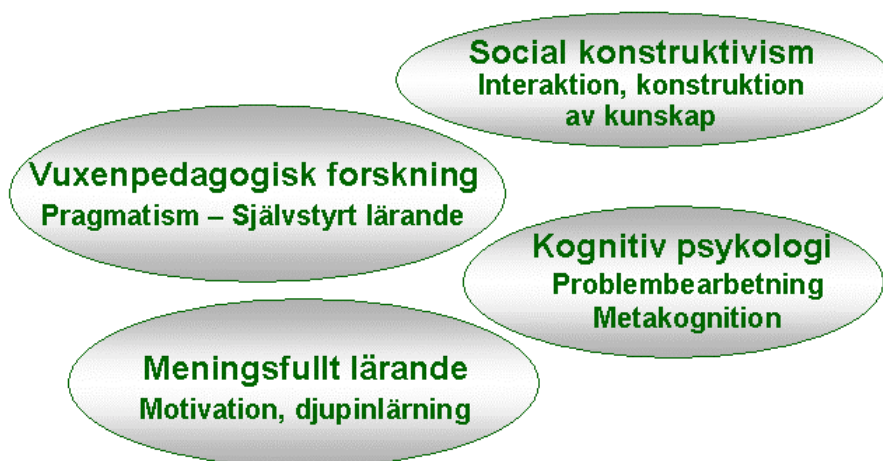 Social konstruktivism
Interaktion, konstruktion
av kunskap
Vuxenpedagogisk forskning
Pragmatism – Självstyrt lärande
Kognitiv psykologi
Problembearbetning
Metakognition
Meningsfullt lärande
Motivation, djupinlärning